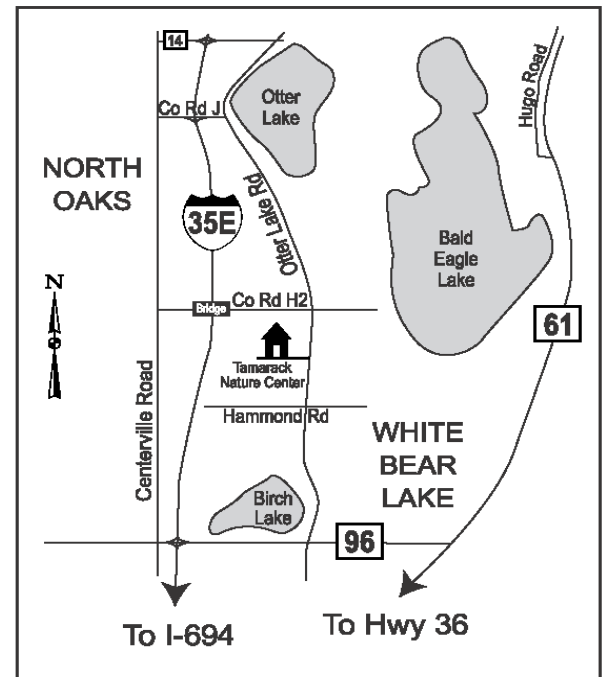 14
Otter
Lake
Co Rd J
Hugo Road
NORTH
OAKS
35E
Otter Lake Rd
Bald
Eagle
Lake
N
Bridge
Co Rd H2
61
Tamarack
Nature Center
Hammond Rd
Centerville Road
WHITE
BEAR
LAKE
Birch
Lake
96
To I-694
To Hwy 36